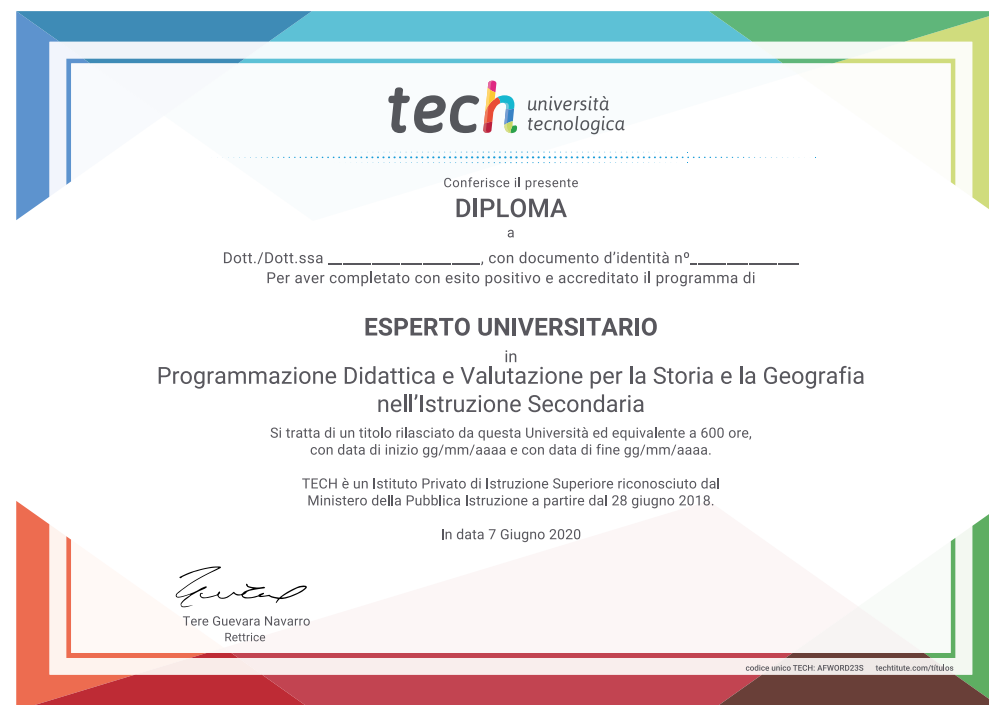 tech università
tecnologica
Conferisce il presente
DIPLOMA
a
Dott./Dott.ssa _____________________, con documento d'identità nº_______________
Per aver completato con esito positivo e accreditato il programma di
ESPERTO UNIVERSITARIO
in
Programmazione Didattica e Valutazione per la Storia e la Geografia
nell'Istruzione Secondaria
Si tratta di un titolo rilasciato da questa Università ed equivalente a 600 ore,
con data di inizio gg/mm/aaaa e con data di fine gg/mm/aaaa.
TECH è un Istituto Privato di Istruzione Superiore riconosciuto dal
Ministero della Pubblica Istruzione a partire dal 28 giugno 2018.
In data 7 Giugno 2020
Tere Guevara Navarro
Rettrice
codice unico TECH: AFWORD23S techtitute.com/titulos